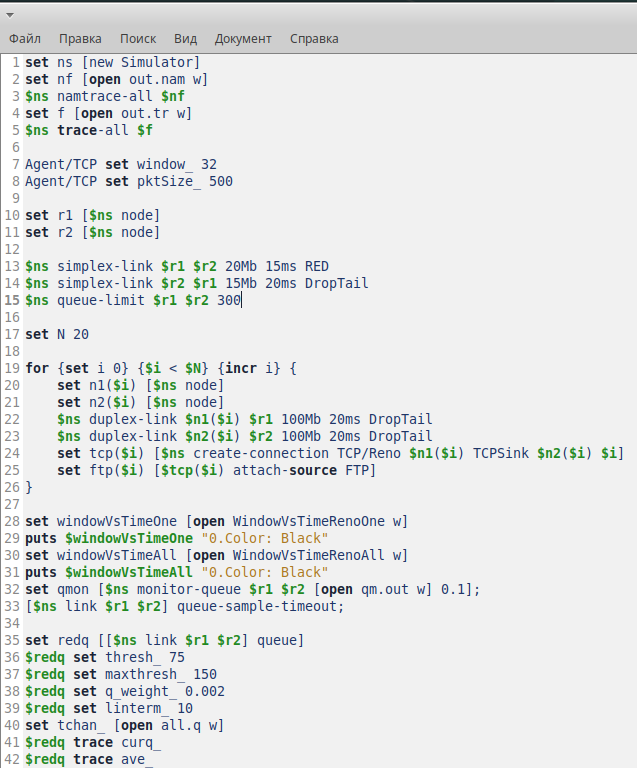 Файл Правка Поиск Вид Документ Справка
1 set ns [new Simulator]
2 set nf [open out.nam w]
3 $ns namtrace-all $nf
4 set f [open out.tr w]
5 $ns trace-all $f
6
7 Agent/TCP set window_ 32
8 Agent/TCP set pktSize_ 500
9
10 set r1 [$ns node]
11 set r2 [$ns node]
12
13 $ns simplex-link $r1 $r2 20Mb 15ms RED
14 $ns simplex-link $r2 $r1 15Mb 20ms DropTail
15 $ns queue-limit $r1 $r2 300
16
17 set N 20
18
19 for {set i 0} {$i < $N} {incr i} {
20     set n1($i) [$ns node]
21     set n2($i) [$ns node]
22     $ns duplex-link $n1($i) $r1 100Mb 20ms DropTail
23     $ns duplex-link $n2($i) $r2 100Mb 20ms DropTail
24     set tcp($i) [$ns create-connection TCP/Reno $n1($i) TCPSink $n2($i) $i]
25     set ftp($i) [$tcp($i) attach-source FTP]
26 }
27
28 set windowVsTimeOne [open WindowVsTimeRenoOne w]
29 puts $windowVsTimeOne "0.Color: Black"
30 set windowVsTimeAll [open WindowVsTimeRenoAll w]
31 puts $windowVsTimeAll "0.Color: Black"
32 set qmon [$ns monitor-queue $r1 $r2 [open qm.out w] 0.1];
33 [$ns link $r1 $r2] queue-sample-timeout;
34
35 set redq [[$ns link $r1 $r2] queue]
36 $redq set thresh_ 75
37 $redq set maxthresh_ 150
38 $redq set q_weight_ 0.002
39 $redq set linterm_ 10
40 set tchan_ [open all.q w]
41 $redq trace curq_
42 $redq trace ave_